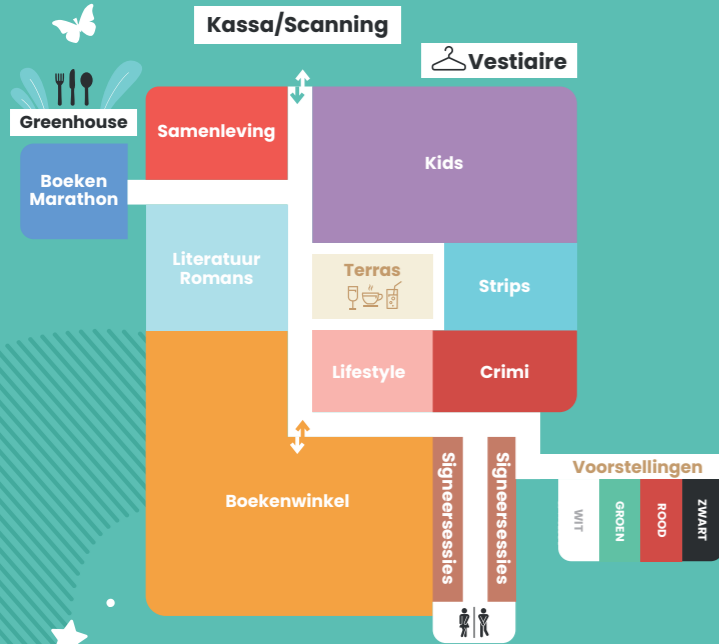 Kassa/Scanning
Vestiaire
Greenhouse
Samenleving
Kids
Boeken
Marathon
Literatuur
Romans
Terras
Strips
Lifestyle
Crimi
Boekenwinkel
Signeersessies
Signeersessies
Voorstellingen
WIT
GROEN
ROOD
ZWART